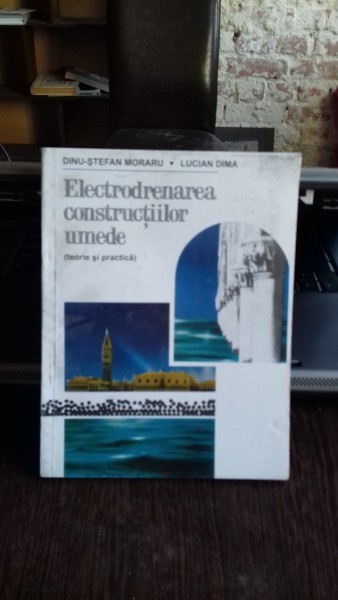 DINU-ȘTEFAN MORARU • LUCIAN DIMA
Electrodrenarea
construcțiilor
umede
(teorie și practică)